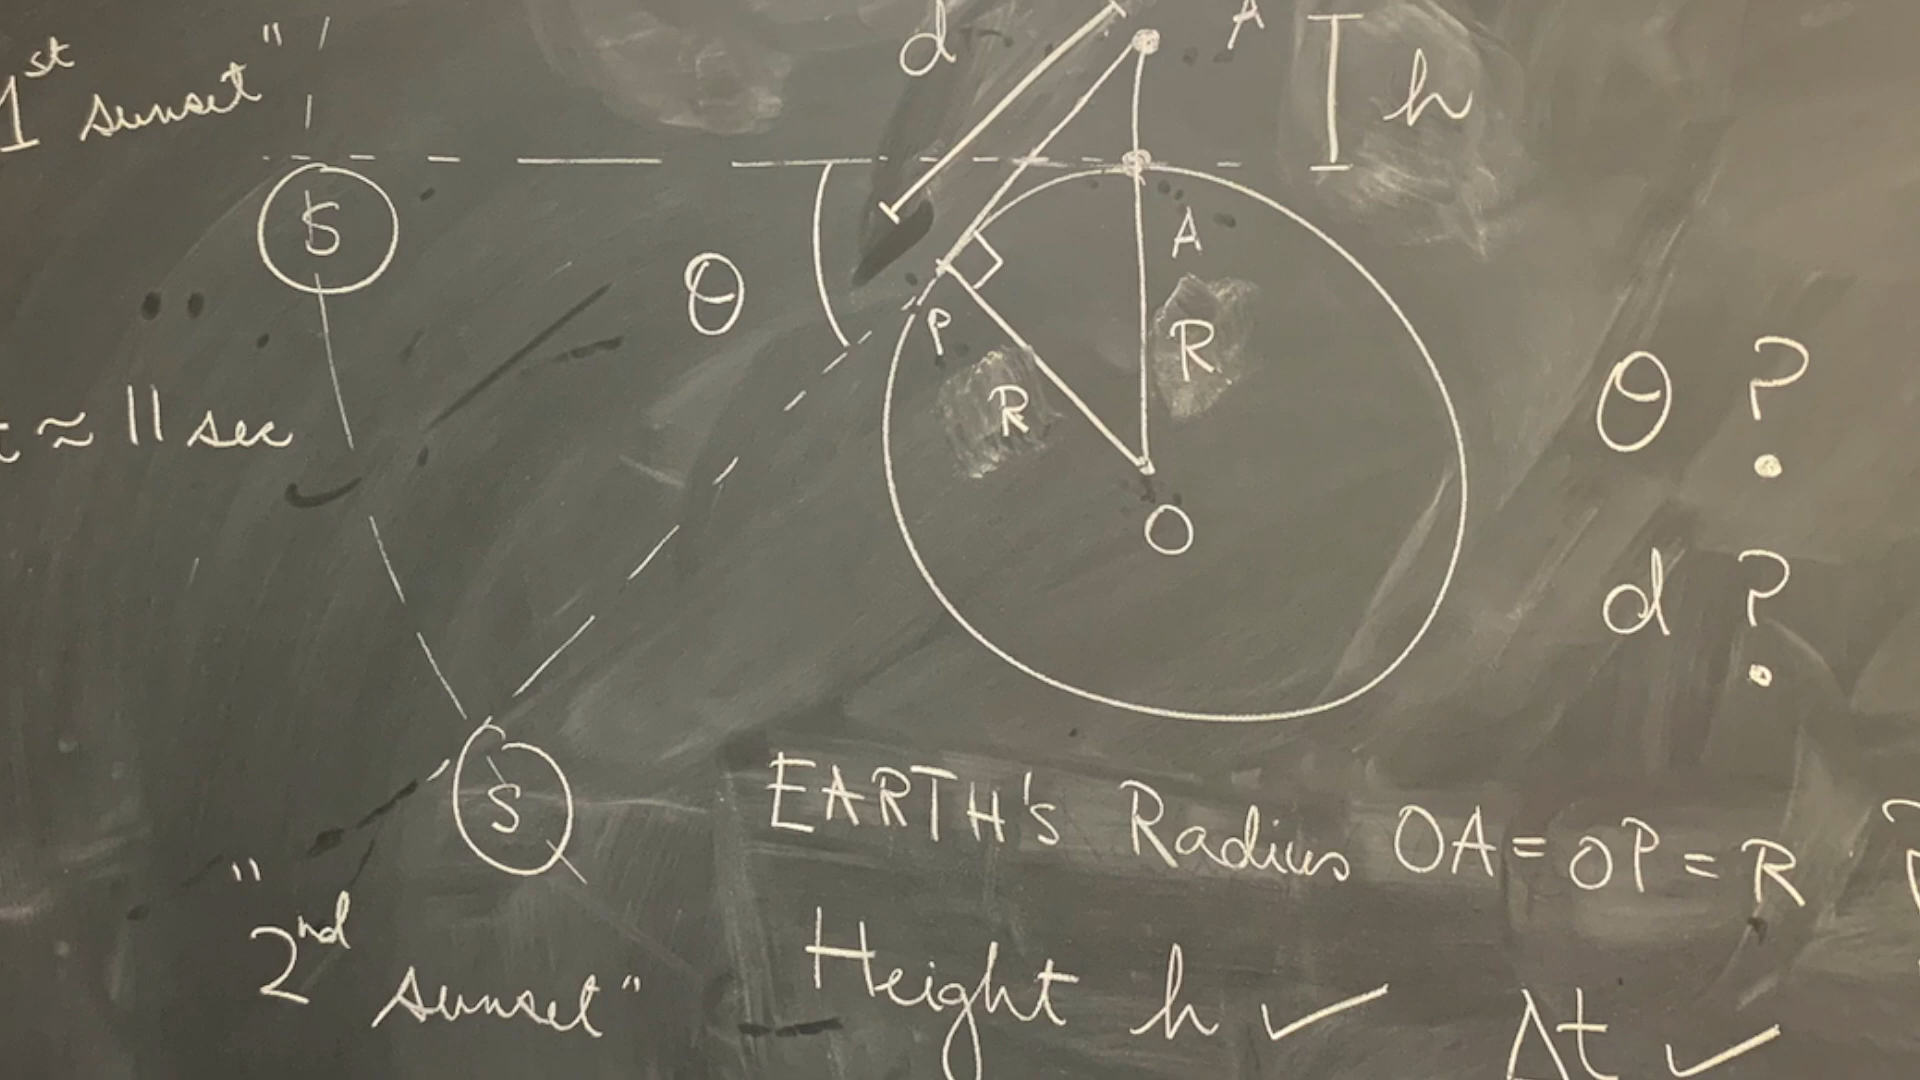 1st sunset"
d
A
h
S
θ
A
P
R
R
t ≈ 11 sec
O
θ ?
d ?
S
EARTH's Radius OA = OP = R
"2nd sunset"
Height h ✓
Δt ✓